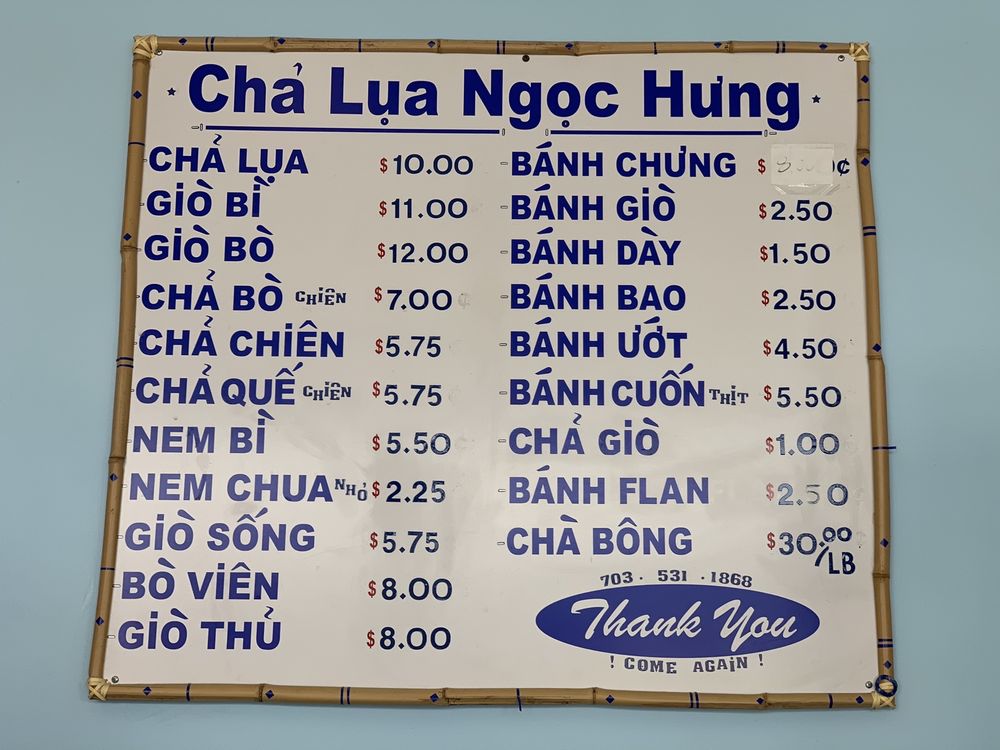 Chả Lụa Ngọc Hưng
CHẢ LỤA $10.00
GIÒ BÌ $11.00
GIÒ BÒ $12.00
CHẢ BÒ CHIÊN $7.00
CHẢ CHIÊN $5.75
CHẢ QUẾ CHIÊN $5.75
NEM BÌ $5.50
NEM CHUA NHỎ $2.25
GIÒ SỐNG $5.75
BÒ VIÊN $8.00
GIÒ THỦ $8.00
BÁNH CHƯNG $
BÁNH GIÒ $2.50
BÁNH DÀY $1.50
BÁNH BAO $2.50
BÁNH ƯỚT $4.50
BÁNH CUỐN THỊT $5.50
CHẢ GIÒ $1.00
BÁNH FLAN $2.50
CHÀ BÔNG $30.00/LB
703 · 531 · 1868
Thank You
! COME AGAIN !